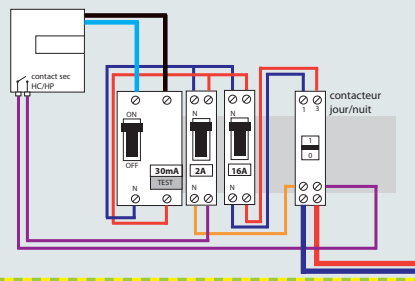 contact sec
HC/HP
ON
OFF
30mA
TEST
N
N
2A
N
N
16A
N
1 3
1
0
contacteur
jour/nuit